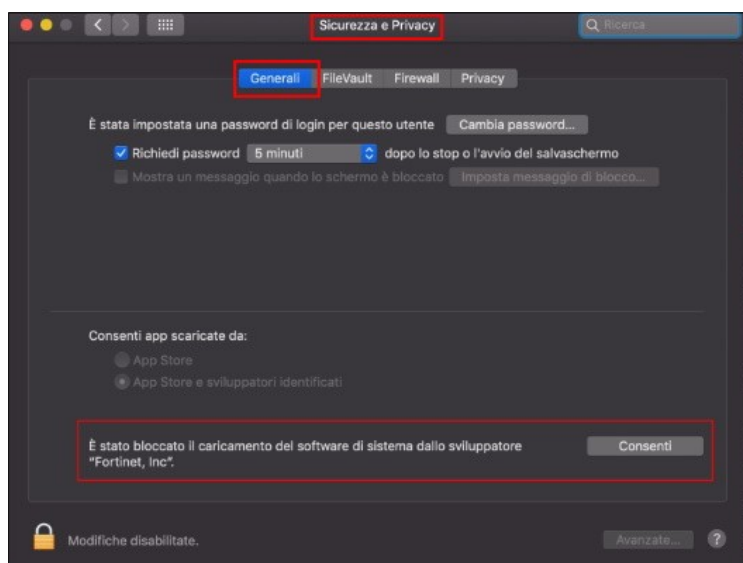 Sicurezza e Privacy
Ricerca
Generali FileVault Firewall Privacy
È stata impostata una password di login per questo utente Cambia password...
Richiedi password 5 minuti dopo lo stop o l'avvio del salvaschermo
Mostra un messaggio quando lo schermo è bloccato Imposta messaggio di blocco...
Consenti app scaricate da:
App Store
App Store e sviluppatori identificati
È stato bloccato il caricamento del software di sistema dallo sviluppatore
"Fortinet, Inc".
Consenti
Modifiche disabilitate.
Avanzate... ?